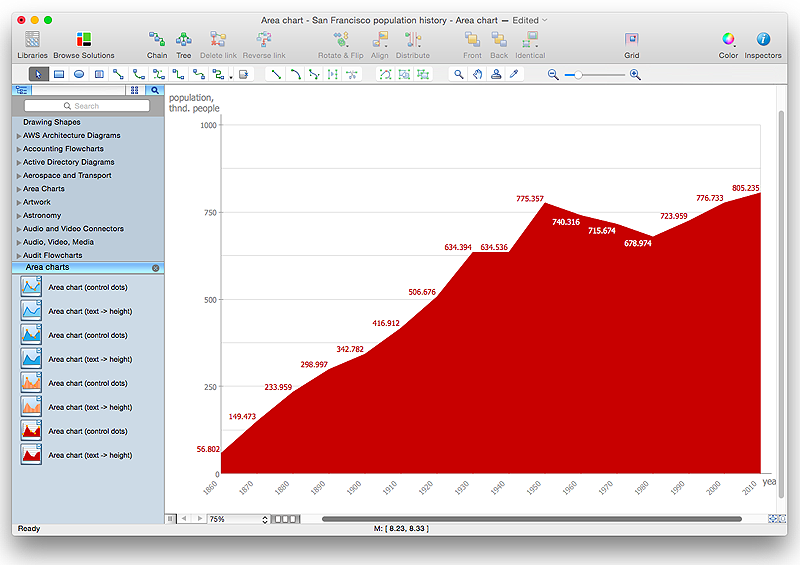 Area chart - San Francisco population history - Area chart — Edited
Libraries Browse Solutions Chain Tree Delete link Reverse link Rotate & Flip Align Distribute Front Back Identical Grid Color Inspectors
Search
Drawing Shapes
AWS Architecture Diagrams
Accounting Flowcharts
Active Directory Diagrams
Aerospace and Transport
Area Charts
Artwork
Astronomy
Audio and Video Connectors
Audio, Video, Media
Audit Flowcharts
Area charts
Area chart (control dots)
Area chart (text -> height)
Area chart (control dots)
Area chart (text -> height)
Area chart (control dots)
Area chart (text -> height)
Area chart (control dots)
Area chart (text -> height)
population,
thnd. people
1000
750
500
250
0
56.802
149.473
233.959
298.997
342.782
416.912
506.676
634.394
634.536
775.357
740.316
715.674
678.974
723.959
776.733
805.235
1860 1870 1880 1890 1900 1910 1920 1930 1940 1950 1960 1970 1980 1990 2000 2010
yea
75%
Ready
M: [ 8.23, 8.33 ]